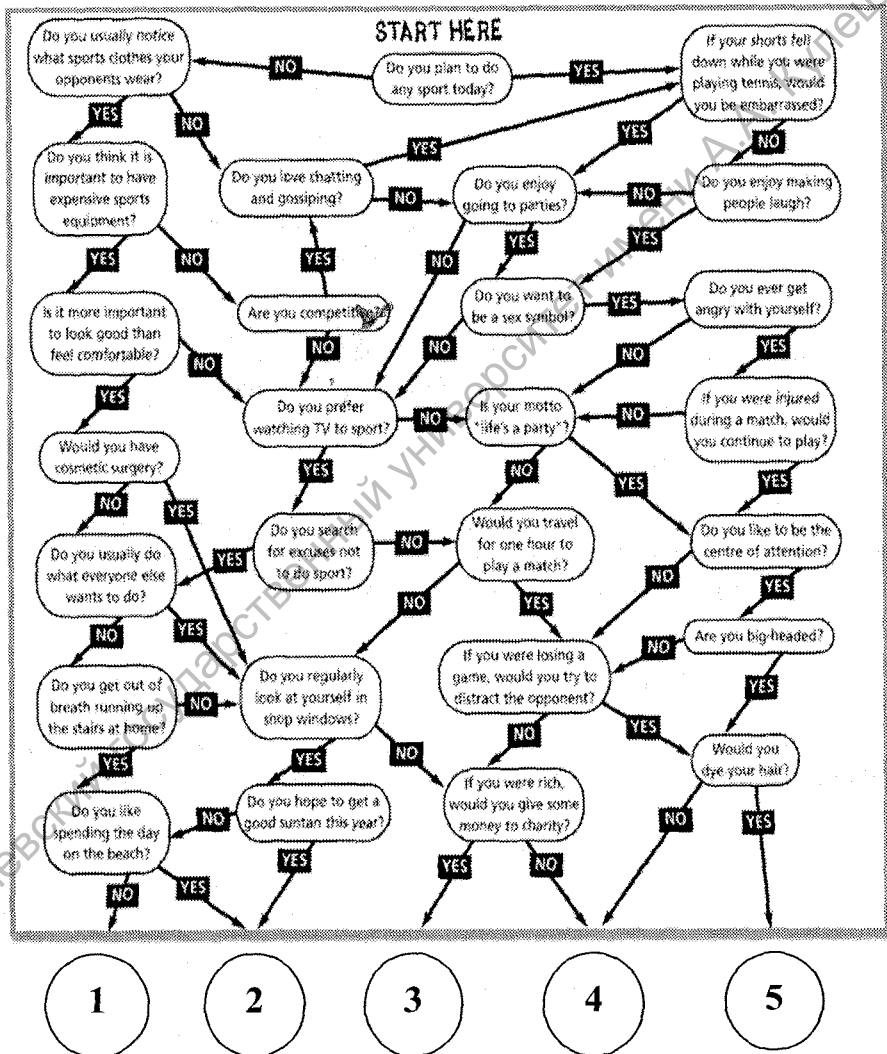 START HERE
Do you usually notice
what sports clothes your
opponents wear?
NO
Do you plan to do
any sport today?
YES
If your shorts fell
down while you were
playing tennis, would
you be embarrassed?
YES
NO
YES
YES
NO
Do you think it is
important to have
expensive sports
equipment?
Do you love chatting
and gossiping?
NO
Do you enjoy
going to parties?
NO
Do you enjoy making
people laugh?
YES
NO
YES
NO
YES
YES
Is it more important
to look good than
feel comfortable?
Are you competitive?
Do you want to
be a sex symbol?
YES
Do you ever get
angry with yourself?
NO
NO
NO
NO
YES
YES
Do you prefer
watching TV to sport?
NO
Is your motto
"life's a party"?
NO
If you were injured
during a match, would
you continue to play?
Would you have
cosmetic surgery?
YES
NO
YES
YES
NO
YES
Do you usually do
what everyone else
wants to do?
YES
Do you search
for excuses not
to do sport?
NO
Would you travel
for one hour to
play a match?
Do you like to be the
centre of attention?
NO
YES
NO
YES
NO
YES
Are you big-headed?
Do you get out of
breath running up
the stairs at home?
NO
Do you regularly
look at yourself in
shop windows?
If you were losing a
game, would you try to
distract the opponent?
NO
YES
YES
YES
NO
NO
YES
Would you
dye your hair?
Do you like
spending the day
on the beach?
NO
Do you hope to get a
good suntan this year?
If you were rich,
would you give some
money to charity?
NO
YES
NO
YES
YES
YES
NO
1
2
3
4
5
государственный университет имени А.А.